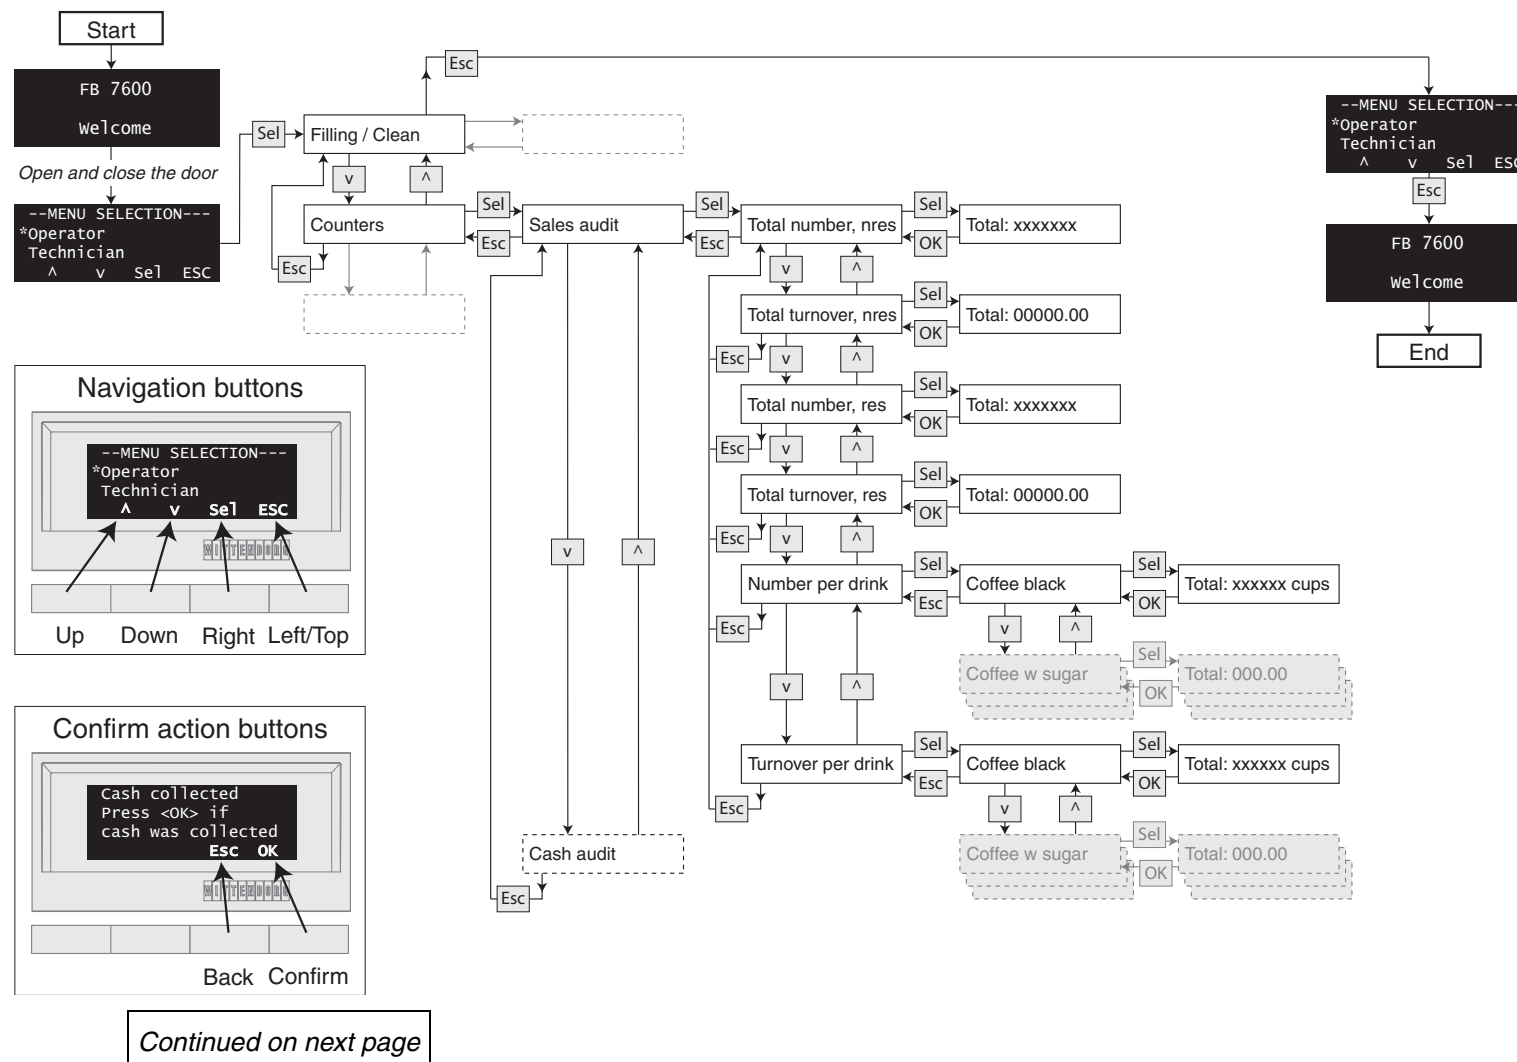 Start
FB 7600
Welcome
Open and close the door
--MENU SELECTION---
*Operator
Technician
^ v Sel ESC
Sel
Esc
Filling / Clean
v
^
Counters
Esc
Sel
Esc
Sales audit
v
^
Cash audit
Esc
Sel
Esc
Total number, nres
Sel
OK
Total: xxxxxxx
v
^
Total turnover, nres
Sel
OK
Total: 00000.00
Esc
v
^
Total number, res
Sel
OK
Total: xxxxxxx
Esc
v
^
Total turnover, res
Sel
OK
Total: 00000.00
Esc
v
^
Number per drink
Sel
Esc
Coffee black
Sel
OK
Total: xxxxxx cups
Esc
v
^
Coffee w sugar
Sel
OK
Total: 000.00
v
^
Turnover per drink
Sel
Esc
Coffee black
Sel
OK
Total: xxxxxx cups
Esc
v
^
Coffee w sugar
Sel
OK
Total: 000.00
--MENU SELECTION---
*Operator
Technician
^ v Sel ESC
Esc
FB 7600
Welcome
End
Navigation buttons
--MENU SELECTION---
*Operator
Technician
^ v Sel ESC
WITTENBORG
Up Down Right Left/Top
Confirm action buttons
Cash collected
Press <OK> if
cash was collected
Esc OK
WITTENBORG
Back Confirm
Continued on next page